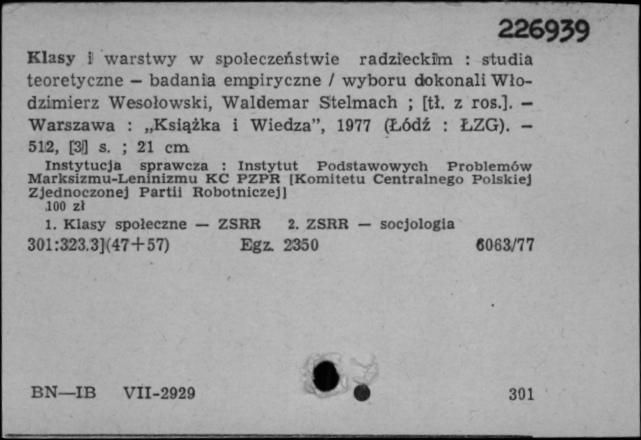 226939
Klasy i warstwy w społeczeństwie radzieckim : studia
teoretyczne — badania empiryczne / wyboru dokonali Wło-
dzimierz Wesołowski, Waldemar Stelmach ; [tł. z ros.]. —
Warszawa : „Książka i Wiedza”, 1977 (Łódź : ŁZG). —
512, [3] s. ; 21 cm
Instytucja sprawcza : Instytut Podstawowych Problemów
Marksizmu-Leninizmu KC PZPR [Komitetu Centralnego Polskiej
Zjednoczonej Partii Robotniczej]
100 zł
1. Klasy społeczne — ZSRR 2. ZSRR — socjologia
301:323.3](47+57) Egz. 2350 6063/77
BN—IB VII-2929 301